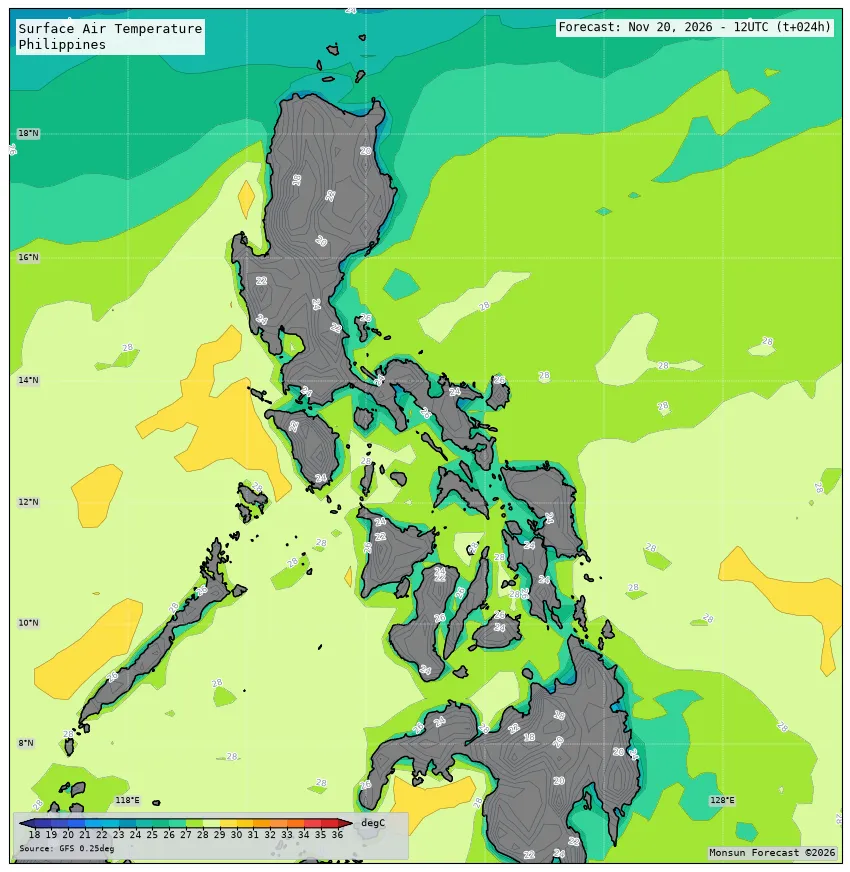 Surface Air Temperature
Philippines
Forecast: Nov 20, 2026 - 12UTC (t+024h)
18°N
16°N
14°N
12°N
10°N
8°N
118°E
128°E
18 19 20 21 22 23 24 25 26 27 28 29 30 31 32 33 34 35 36 degC
Source: GFS 0.25deg
Monsun Forecast ©2026